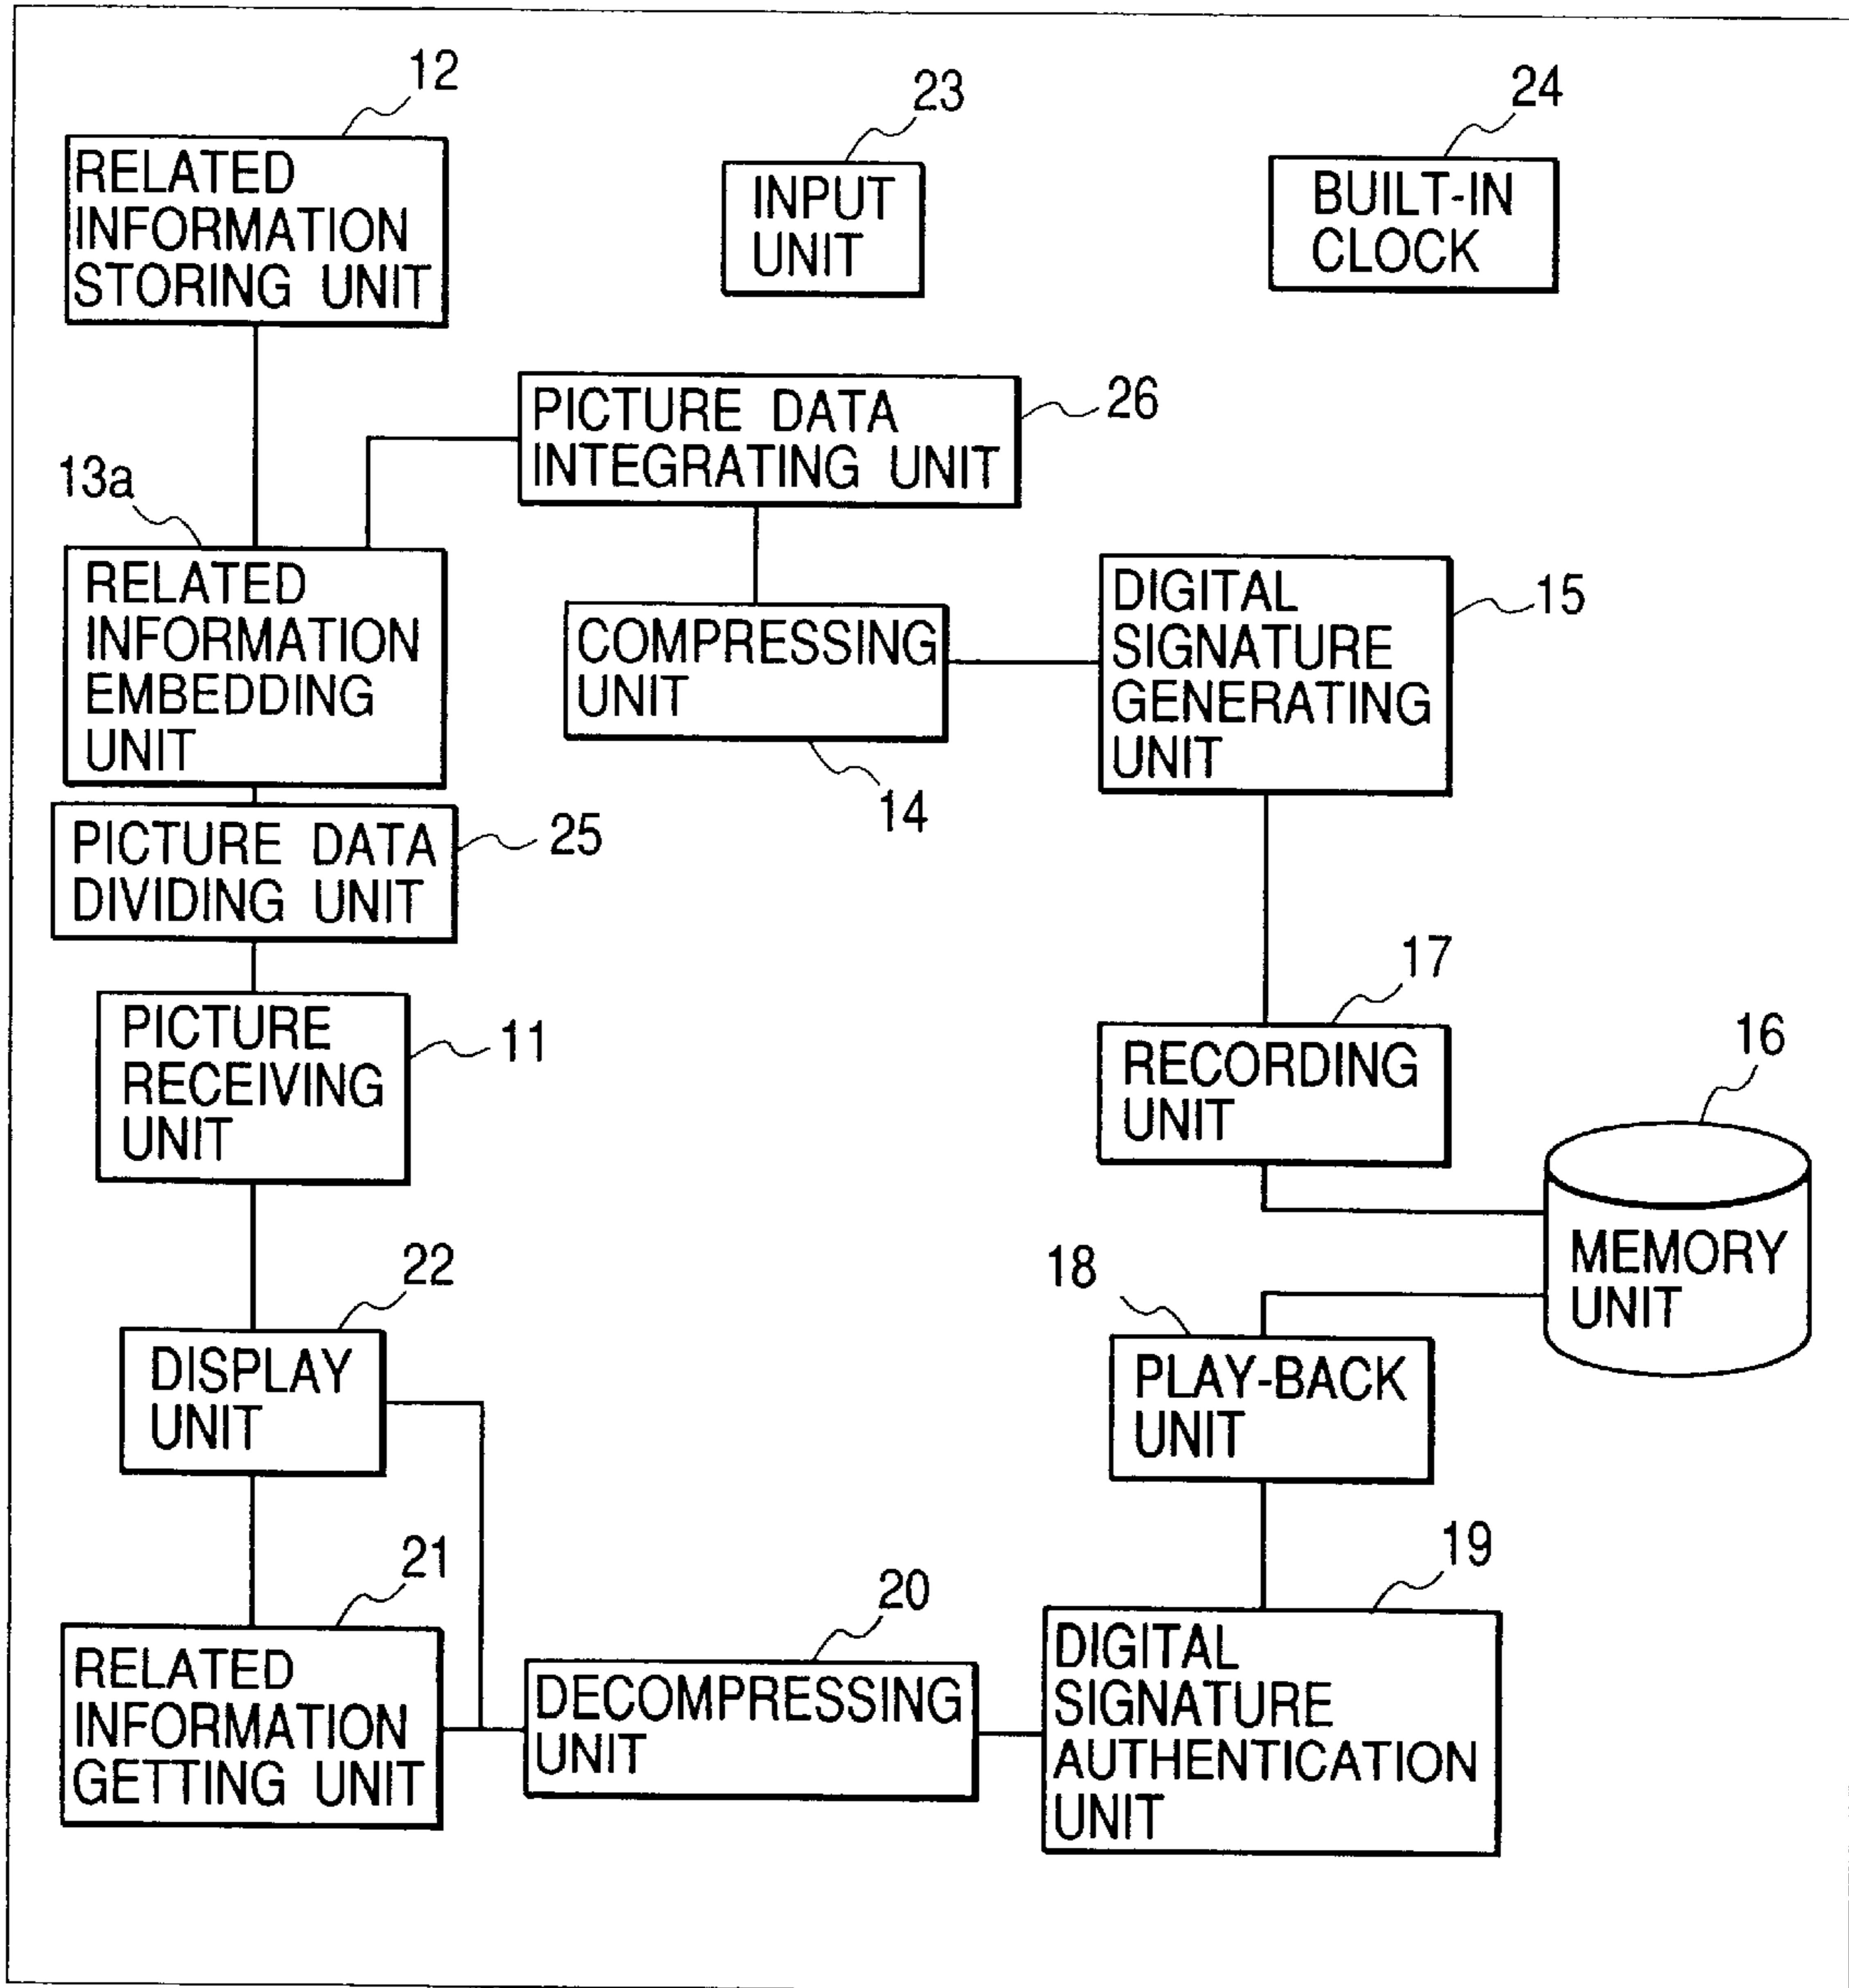 12
RELATED
INFORMATION
STORING UNIT
23
INPUT
UNIT
24
BUILT-IN
CLOCK
PICTURE DATA
INTEGRATING UNIT
26
13a
RELATED
INFORMATION
EMBEDDING
UNIT
COMPRESSING
UNIT
14
DIGITAL
SIGNATURE
GENERATING
UNIT
15
PICTURE DATA
DIVIDING UNIT
25
PICTURE
RECEIVING
UNIT
11
17
RECORDING
UNIT
16
MEMORY
UNIT
22
DISPLAY
UNIT
18
PLAY-BACK
UNIT
21
RELATED
INFORMATION
GETTING UNIT
20
DECOMPRESSING
UNIT
19
DIGITAL
SIGNATURE
AUTHENTICATION
UNIT